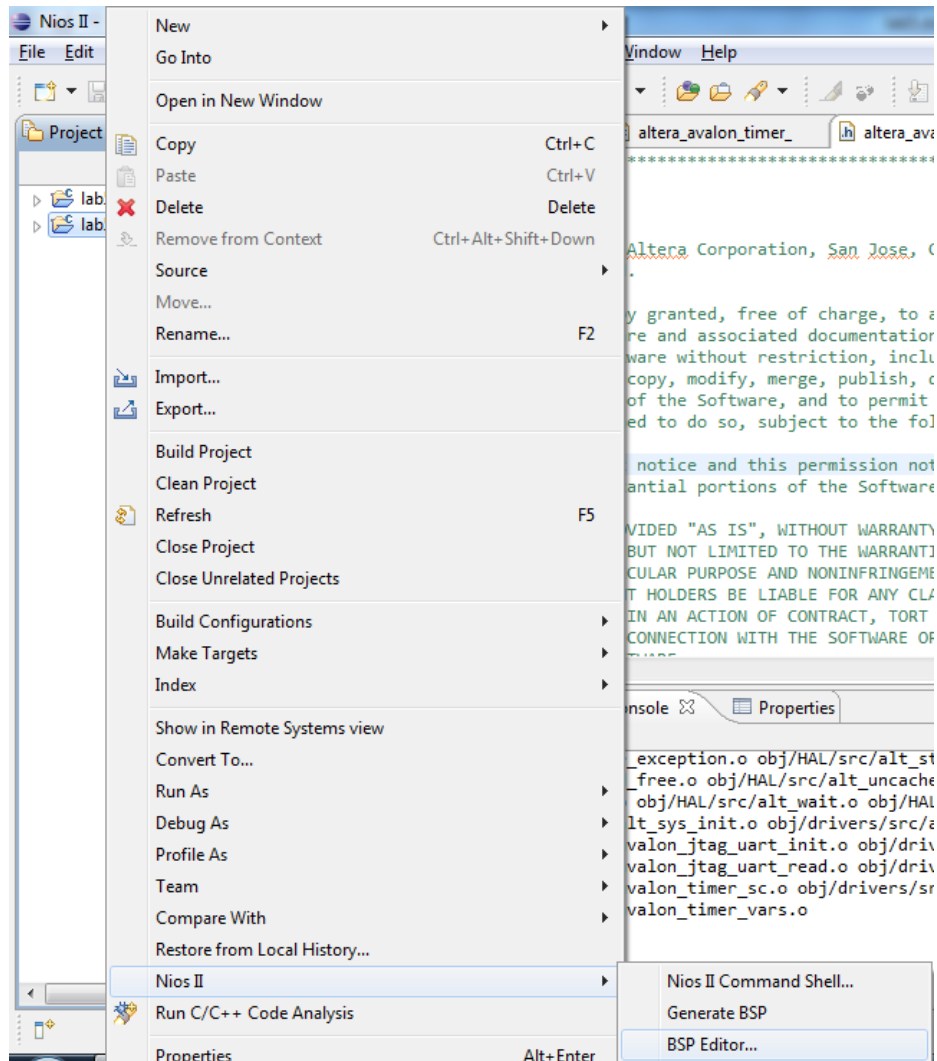 Nios II -
File Edit
Window Help
Project
lab.
lab.
New
Go Into
Open in New Window
Copy Ctrl+C
Paste Ctrl+V
Delete Delete
Remove from Context Ctrl+Alt+Shift+Down
Source
Move...
Rename... F2
Import...
Export...
Build Project
Clean Project
Refresh F5
Close Project
Close Unrelated Projects
Build Configurations
Make Targets
Index
Show in Remote Systems view
Convert To...
Run As
Debug As
Profile As
Team
Compare With
Restore from Local History...
Nios II
Run C/C++ Code Analysis
Properties Alt+Enter
Nios II Command Shell...
Generate BSP
BSP Editor...
altera_avalon_timer_ .h altera_ava
*******************************
Altera Corporation, San Jose, C
.
y granted, free of charge, to a
re and associated documentation
ware without restriction, inclu
copy, modify, merge, publish, d
of the Software, and to permit
ed to do so, subject to the fol
notice and this permission not
antial portions of the Software
VIDED "AS IS", WITHOUT WARRANTY
BUT NOT LIMITED TO THE WARRANTI
CULAR PURPOSE AND NONINFRINGEME
T HOLDERS BE LIABLE FOR ANY CLA
IN AN ACTION OF CONTRACT, TORT
CONNECTION WITH THE SOFTWARE OR
onsole Properties
_exception.o obj/HAL/src/alt_st
_free.o obj/HAL/src/alt_uncache
obj/HAL/src/alt_wait.o obj/HAL
lt_sys_init.o obj/drivers/src/a
valon_jtag_uart_init.o obj/driv
valon_jtag_uart_read.o obj/driv
valon_timer_sc.o obj/drivers/sr
valon_timer_vars.o